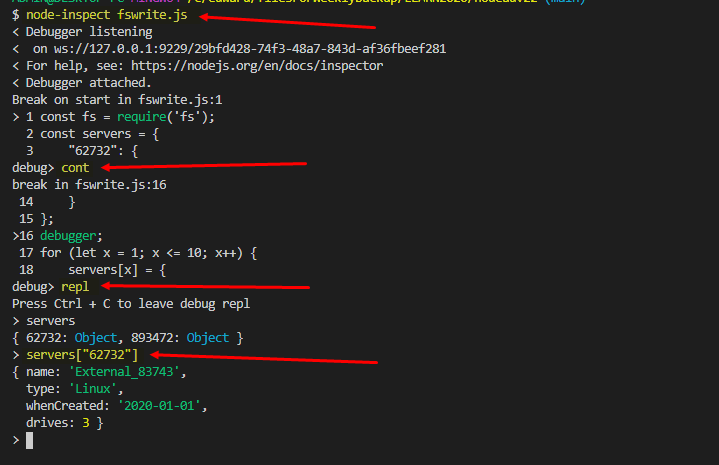 $ node-inspect fswrite.js
< Debugger listening
<  on ws://127.0.0.1:9229/29bfd428-74f3-48a7-843d-af36fbeef281
< For help, see: https://nodejs.org/en/docs/inspector
< Debugger attached.
Break on start in fswrite.js:1
> 1 const fs = require('fs');
  2 const servers = {
  3     "62732": {
debug> cont
break in fswrite.js:16
 14     }
 15 };
>16 debugger;
 17 for (let x = 1; x <= 10; x++) {
 18     servers[x] = {
debug> repl
Press Ctrl + C to leave debug repl
> servers
{ 62732: Object, 893472: Object }
> servers["62732"]
{ name: 'External_83743',
  type: 'Linux',
  whenCreated: '2020-01-01',
  drives: 3 }
>